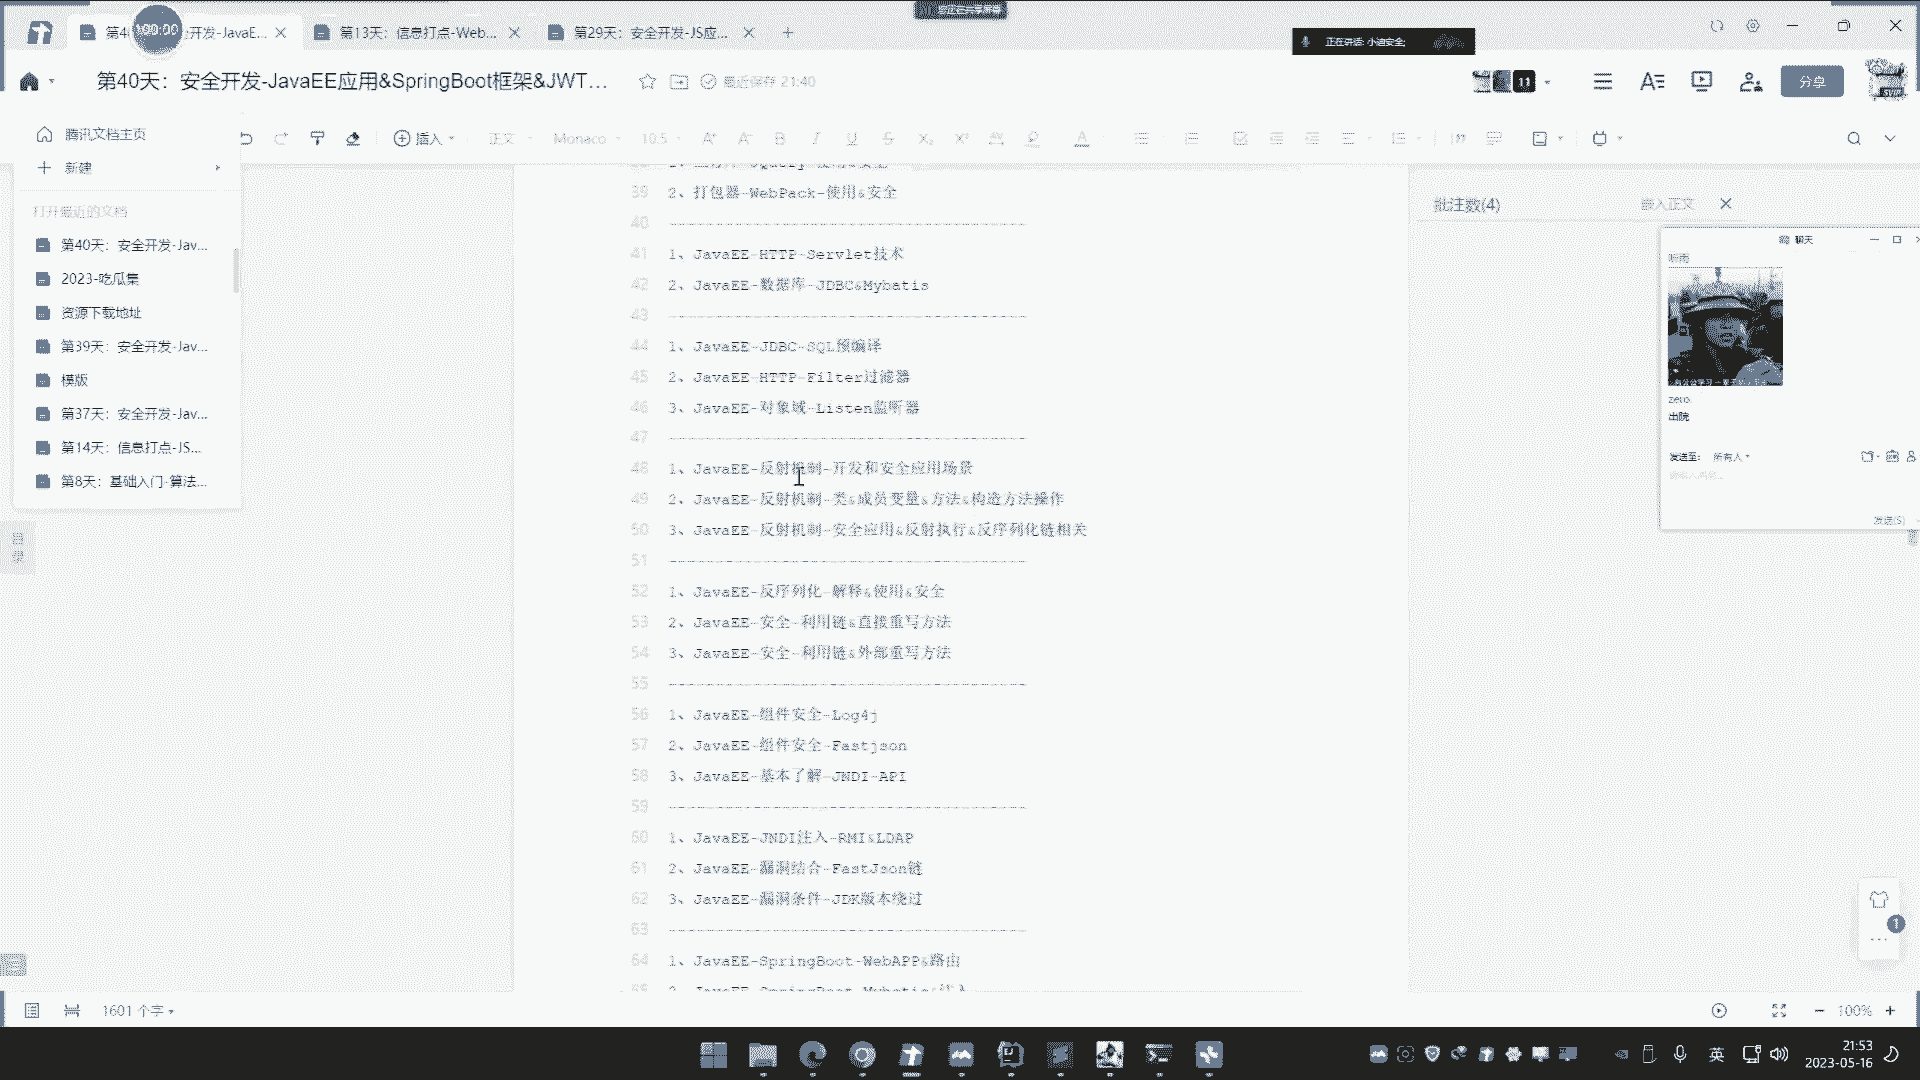 第13天：信息打点-Web...
第29天：安全开发-JS应...
正在讲话: 小迪安全;
第40天：安全开发-JavaEE应用&SpringBoot框架&JWT...
最近保存 21:40
11
分享
腾讯文档主页
插入
正文
Monaco
10.5
新建
打开最近的文档
第40天：安全开发-Jav...
2023-吃瓜集
资源下载地址
第39天：安全开发-Jav...
模版
第37天：安全开发-Jav...
第14天：信息打点-JS...
第8天：基础入门-算法...
39 2、打包器-WebPack-使用&安全
40 ------------------------------------
41 1、JavaEE-HTTP-Servlet技术
42 2、JavaEE-数据库-JDBC&Mybatis
43 ------------------------------------
44 1、JavaEE-JDBC-SQL预编译
45 2、JavaEE-HTTP-Filter过滤器
46 3、JavaEE-对象域-Listen监听器
47 ------------------------------------
48 1、JavaEE-反射机制-开发和安全应用场景
49 2、JavaEE-反射机制-类&成员变量&方法&构造方法操作
50 3、JavaEE-反射机制-安全应用&反射执行&反序列化链相关
51 ------------------------------------
52 1、JavaEE-反序列化-解释&使用&安全
53 2、JavaEE-安全-利用链&直接重写方法
54 3、JavaEE-安全-利用链&外部重写方法
55 ------------------------------------
56 1、JavaEE-组件安全-Log4j
57 2、JavaEE-组件安全-Fastjson
58 3、JavaEE-基本了解-JNDI-API
59 ------------------------------------
60 1、JavaEE-JNDI注入-RMI&LDAP
61 2、JavaEE-漏洞结合-FastJson链
62 3、JavaEE-漏洞条件-JDK版本绕过
63 ------------------------------------
64 1、JavaEE-SpringBoot-WebAPP&路由
批注数(4)
嵌入正文
聊天
听雨
zero.
出院
发送至: 所有人
发送(S)
1
1601 个字
100%
英
21:53
2023-05-16